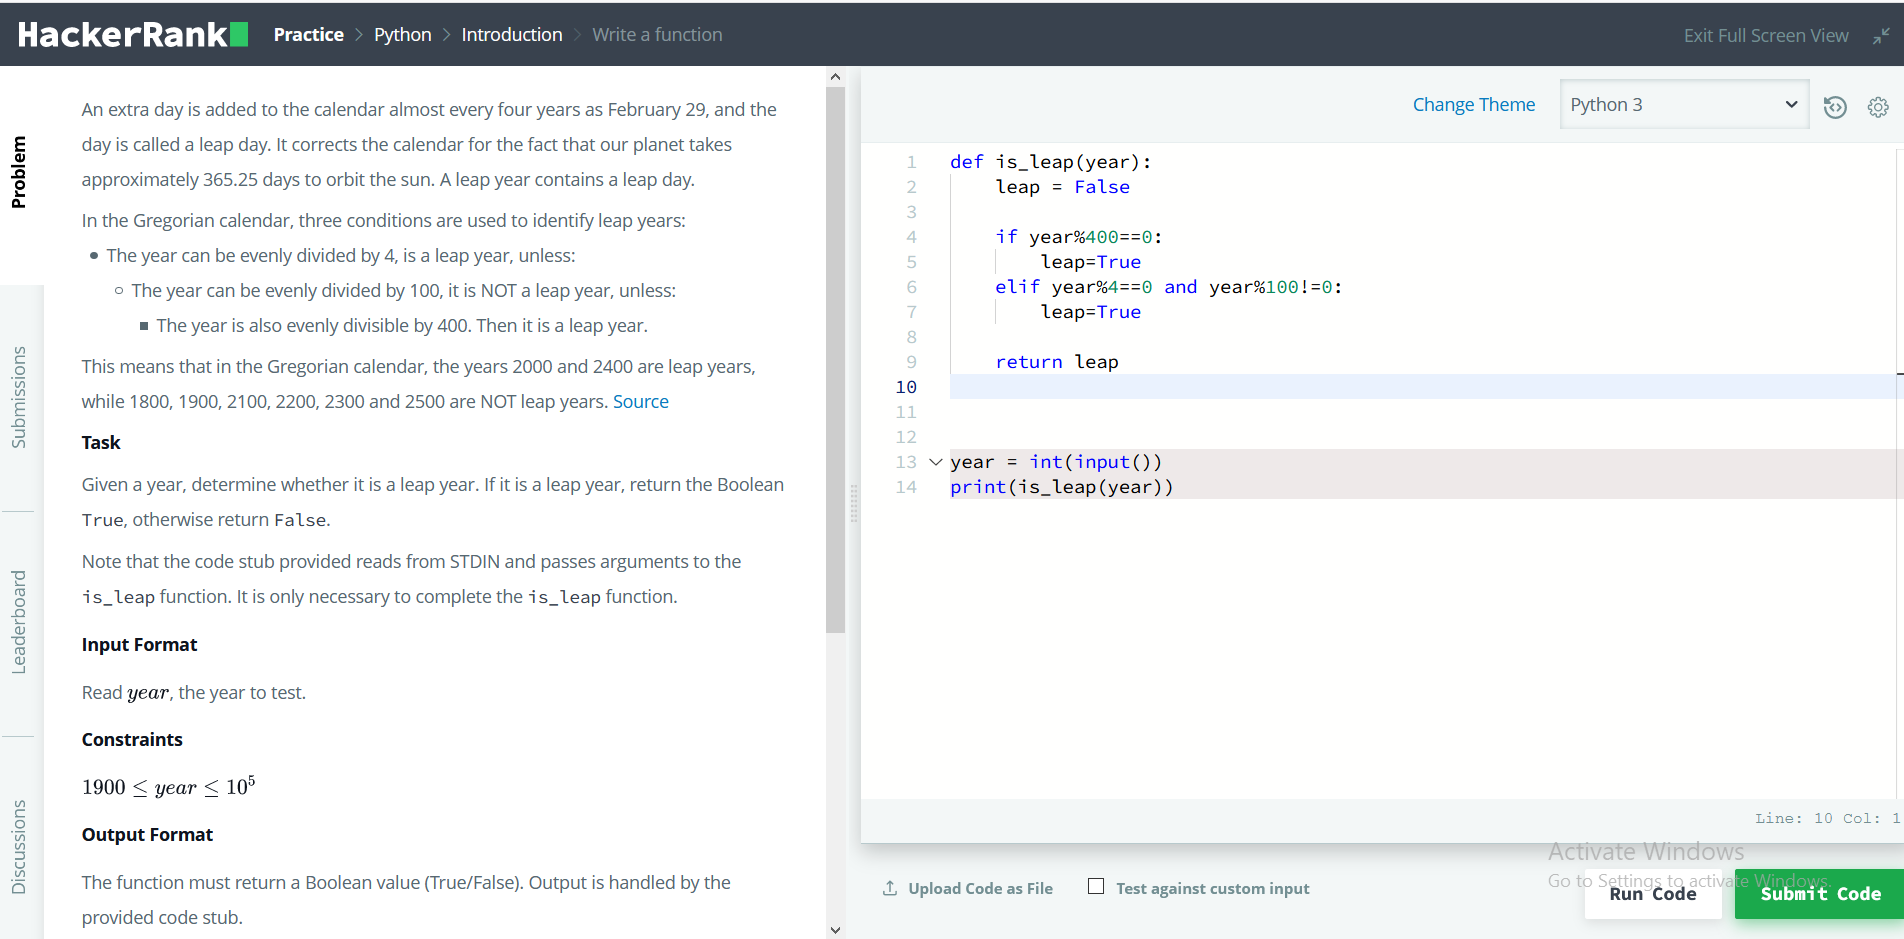 HackerRank
Practice > Python > Introduction > Write a function
Exit Full Screen View
Problem
Submissions
Leaderboard
Discussions
An extra day is added to the calendar almost every four years as February 29, and the
day is called a leap day. It corrects the calendar for the fact that our planet takes
approximately 365.25 days to orbit the sun. A leap year contains a leap day.
In the Gregorian calendar, three conditions are used to identify leap years:
• The year can be evenly divided by 4, is a leap year, unless:
○ The year can be evenly divided by 100, it is NOT a leap year, unless:
■ The year is also evenly divisible by 400. Then it is a leap year.
This means that in the Gregorian calendar, the years 2000 and 2400 are leap years,
while 1800, 1900, 2100, 2200, 2300 and 2500 are NOT leap years. Source
Task
Given a year, determine whether it is a leap year. If it is a leap year, return the Boolean
True, otherwise return False.
Note that the code stub provided reads from STDIN and passes arguments to the
is_leap function. It is only necessary to complete the is_leap function.
Input Format
Read year, the year to test.
Constraints
1900 ≤ year ≤ 10⁵
Output Format
The function must return a Boolean value (True/False). Output is handled by the
provided code stub.
Change Theme
Python 3
1 def is_leap(year):
2     leap = False
3
4     if year%400==0:
5         leap=True
6     elif year%4==0 and year%100!=0:
7         leap=True
8
9     return leap
10
11
12
13 year = int(input())
14 print(is_leap(year))
Line: 10 Col: 1
Activate Windows
Go to Settings to activate Windows.
Upload Code as File
Test against custom input
Run Code
Submit Code